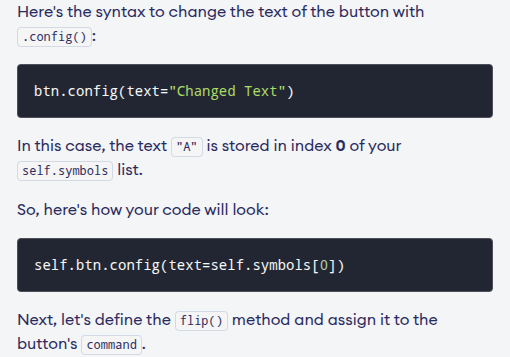 Here's the syntax to change the text of the button with
.config():
btn.config(text="Changed Text")
In this case, the text "A" is stored in index 0 of your
self.symbols list.
So, here's how your code will look:
self.btn.config(text=self.symbols[0])
Next, let's define the flip() method and assign it to the
button's command.